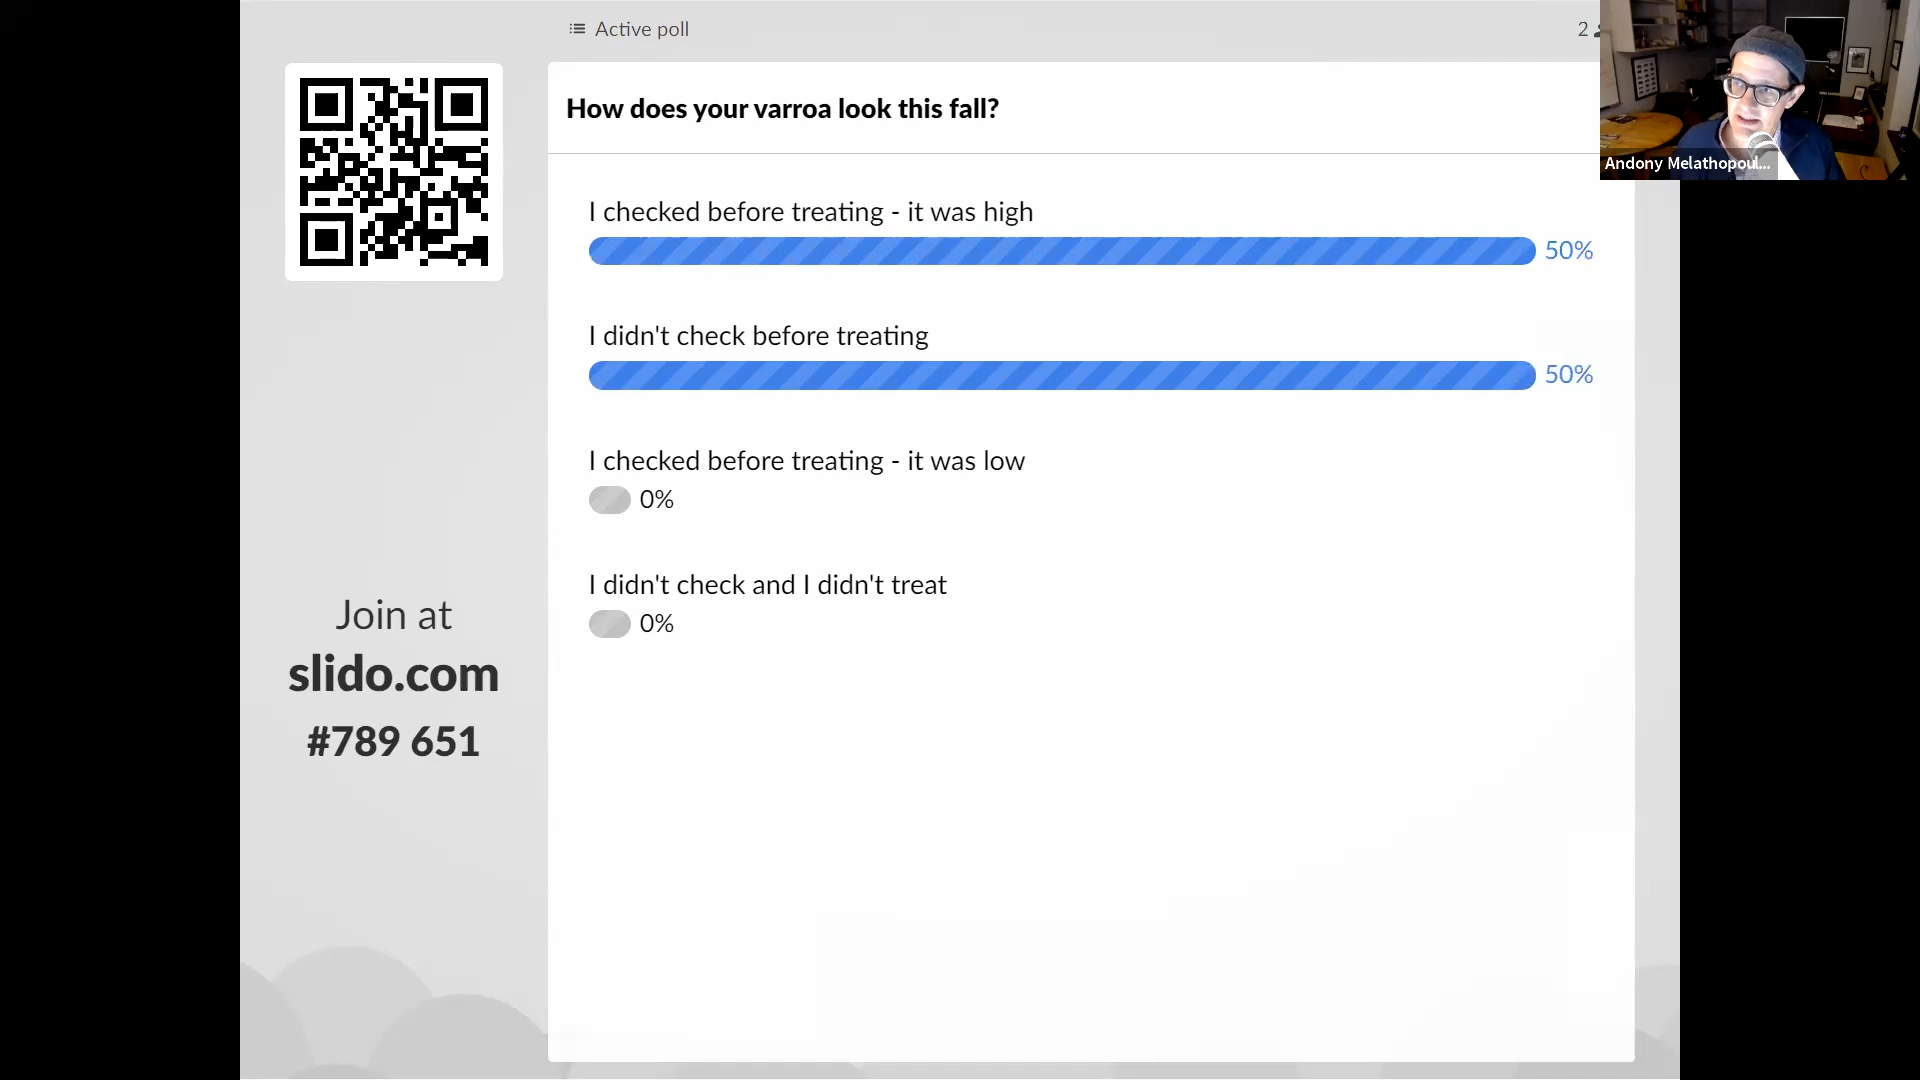 Active poll
2
How does your varroa look this fall?
I checked before treating - it was high
50%
I didn't check before treating
50%
I checked before treating - it was low
0%
I didn't check and I didn't treat
0%
Join at
slido.com
#789 651
Andony Melathopoul...